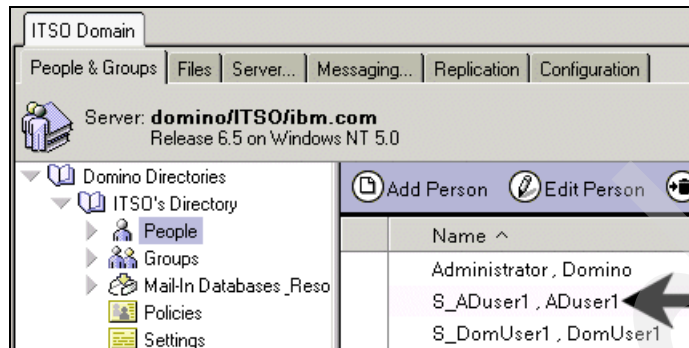 ITSO Domain
People & Groups Files Server... Messaging... Replication Configuration
Server: domino/ITSO/ibm.com
Release 6.5 on Windows NT 5.0
Domino Directories
ITSO's Directory
People
Groups
Mail-In Databases_Reso
Policies
Settings
Add Person Edit Person
Name ^
Administrator , Domino
S_ADuser1 , ADuser1
S_DomUser1 , DomUser1